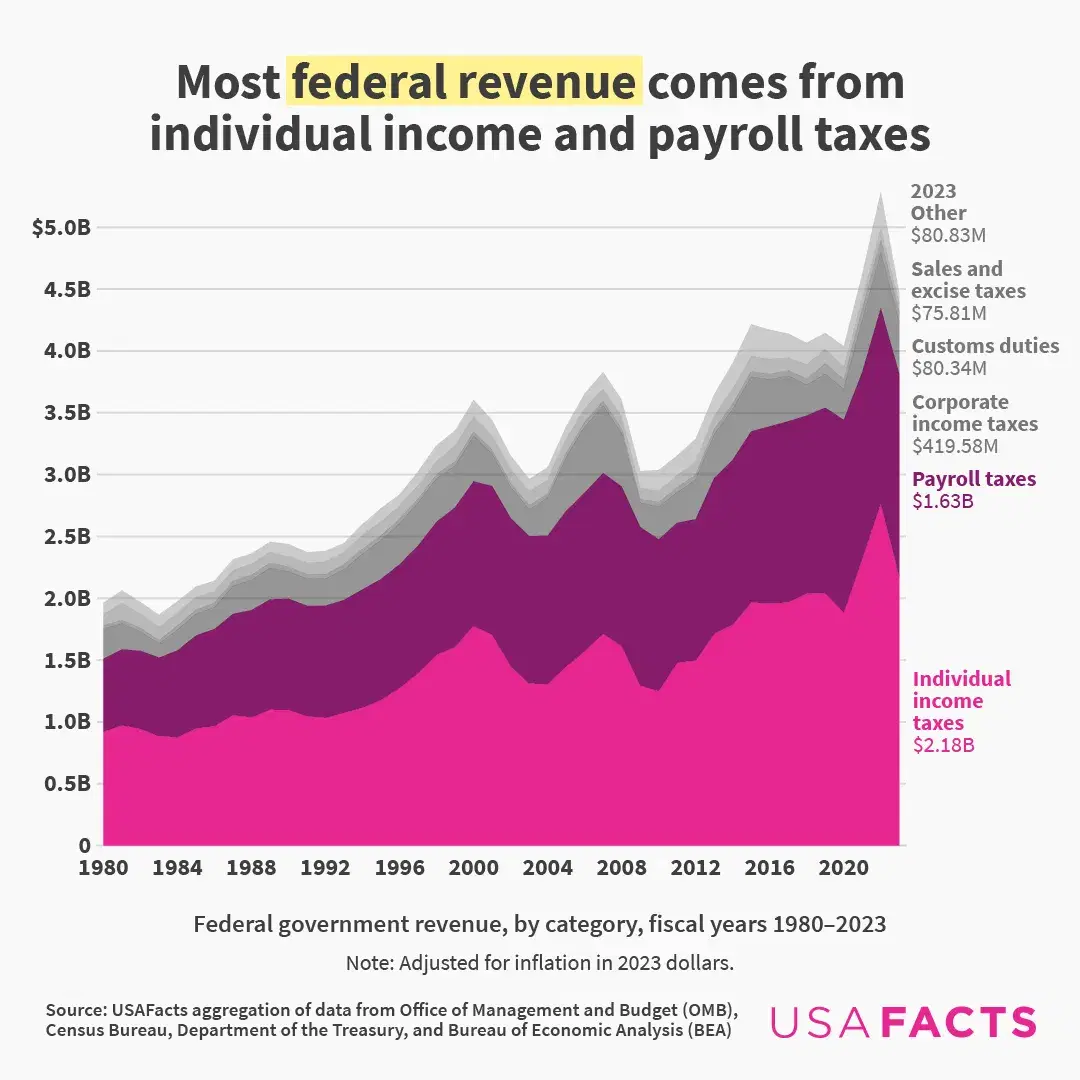 Most federal revenue comes from
individual income and payroll taxes
$5.0B
4.5B
4.0B
3.5B
3.0B
2.5B
2.0B
1.5B
1.0B
0.5B
0
2023
Other
$80.83M
Sales and
excise taxes
$75.81M
Customs duties
$80.34M
Corporate
income taxes
$419.58M
Payroll taxes
$1.63B
Individual
income
taxes
$2.18B
1980 1984 1988 1992 1996 2000 2004 2008 2012 2016 2020
Federal government revenue, by category, fiscal years 1980–2023
Note: Adjusted for inflation in 2023 dollars.
Source: USAFacts aggregation of data from Office of Management and Budget (OMB),
Census Bureau, Department of the Treasury, and Bureau of Economic Analysis (BEA)
USAFACTS